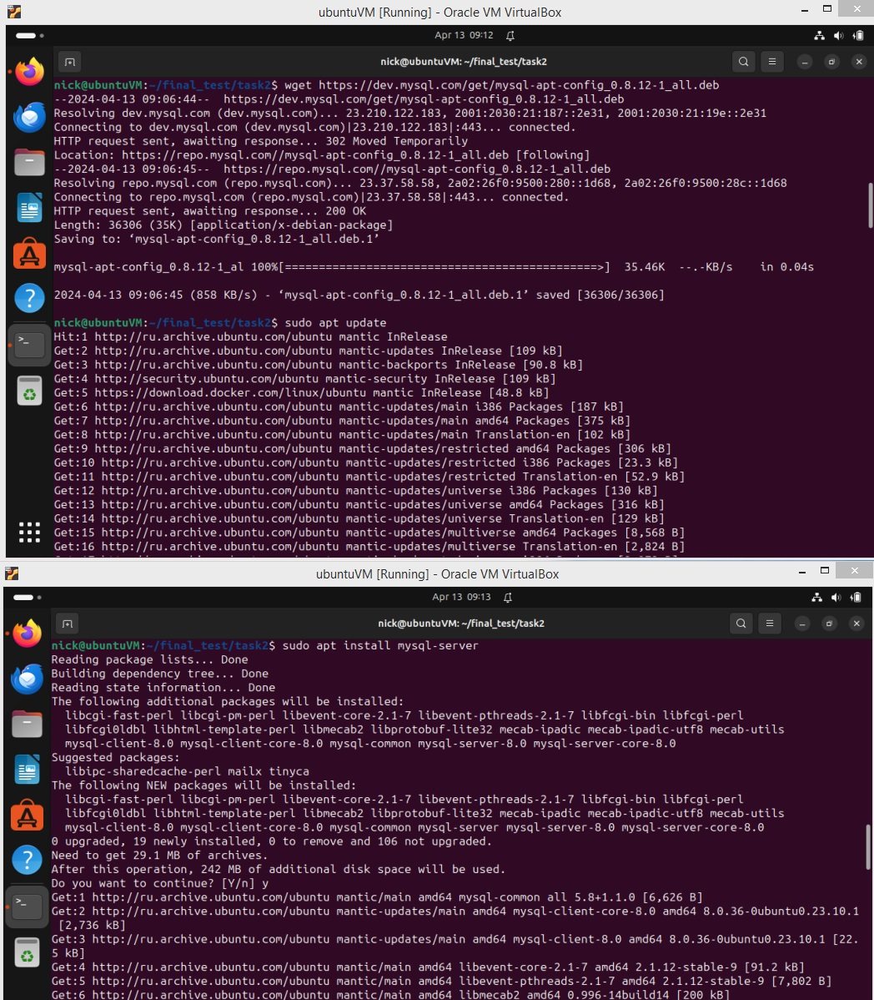 ubuntuVM [Running] - Oracle VM VirtualBox
Apr 13 09:12
nick@ubuntuVM: ~/final_test/task2
nick@ubuntuVM:~/final_test/task2$ wget https://dev.mysql.com/get/mysql-apt-config_0.8.12-1_all.deb
--2024-04-13 09:06:44-- https://dev.mysql.com/get/mysql-apt-config_0.8.12-1_all.deb
Resolving dev.mysql.com (dev.mysql.com)... 23.210.122.183, 2001:2030:21:187::2e31, 2001:2030:21:19e::2e31
Connecting to dev.mysql.com (dev.mysql.com)|23.210.122.183|:443... connected.
HTTP request sent, awaiting response... 302 Moved Temporarily
Location: https://repo.mysql.com//mysql-apt-config_0.8.12-1_all.deb [following]
--2024-04-13 09:06:45-- https://repo.mysql.com//mysql-apt-config_0.8.12-1_all.deb
Resolving repo.mysql.com (repo.mysql.com)... 23.37.58.58, 2a02:26f0:9500:280::1d68, 2a02:26f0:9500:28c::1d68
Connecting to repo.mysql.com (repo.mysql.com)|23.37.58.58|:443... connected.
HTTP request sent, awaiting response... 200 OK
Length: 36306 (35K) [application/x-debian-package]
Saving to: ‘mysql-apt-config_0.8.12-1_all.deb.1’
mysql-apt-config_0.8.12-1_al 100%[==============================================>] 35.46K --.-KB/s in 0.04s
2024-04-13 09:06:45 (858 KB/s) - ‘mysql-apt-config_0.8.12-1_all.deb.1’ saved [36306/36306]
nick@ubuntuVM:~/final_test/task2$ sudo apt update
Hit:1 http://ru.archive.ubuntu.com/ubuntu mantic InRelease
Get:2 http://ru.archive.ubuntu.com/ubuntu mantic-updates InRelease [109 kB]
Get:3 http://ru.archive.ubuntu.com/ubuntu mantic-backports InRelease [90.8 kB]
Get:4 http://security.ubuntu.com/ubuntu mantic-security InRelease [109 kB]
Get:5 https://download.docker.com/linux/ubuntu mantic InRelease [48.8 kB]
Get:6 http://ru.archive.ubuntu.com/ubuntu mantic-updates/main i386 Packages [187 kB]
Get:7 http://ru.archive.ubuntu.com/ubuntu mantic-updates/main amd64 Packages [375 kB]
Get:8 http://ru.archive.ubuntu.com/ubuntu mantic-updates/main Translation-en [102 kB]
Get:9 http://ru.archive.ubuntu.com/ubuntu mantic-updates/restricted amd64 Packages [306 kB]
Get:10 http://ru.archive.ubuntu.com/ubuntu mantic-updates/restricted i386 Packages [23.3 kB]
Get:11 http://ru.archive.ubuntu.com/ubuntu mantic-updates/restricted Translation-en [52.9 kB]
Get:12 http://ru.archive.ubuntu.com/ubuntu mantic-updates/universe i386 Packages [130 kB]
Get:13 http://ru.archive.ubuntu.com/ubuntu mantic-updates/universe amd64 Packages [316 kB]
Get:14 http://ru.archive.ubuntu.com/ubuntu mantic-updates/universe Translation-en [129 kB]
Get:15 http://ru.archive.ubuntu.com/ubuntu mantic-updates/multiverse amd64 Packages [8,568 B]
Get:16 http://ru.archive.ubuntu.com/ubuntu mantic-updates/multiverse Translation-en [2,824 B]
ubuntuVM [Running] - Oracle VM VirtualBox
Apr 13 09:13
nick@ubuntuVM: ~/final_test/task2
nick@ubuntuVM:~/final_test/task2$ sudo apt install mysql-server
Reading package lists... Done
Building dependency tree... Done
Reading state information... Done
The following additional packages will be installed:
libcgi-fast-perl libcgi-pm-perl libevent-core-2.1-7 libevent-pthreads-2.1-7 libfcgi-bin libfcgi-perl
libfcgi0ldbl libhtml-template-perl libmecab2 libprotobuf-lite32 mecab-ipadic mecab-ipadic-utf8 mecab-utils
mysql-client-8.0 mysql-client-core-8.0 mysql-common mysql-server-8.0 mysql-server-core-8.0
Suggested packages:
libipc-sharedcache-perl mailx tinyca
The following NEW packages will be installed:
libcgi-fast-perl libcgi-pm-perl libevent-core-2.1-7 libevent-pthreads-2.1-7 libfcgi-bin libfcgi-perl
libfcgi0ldbl libhtml-template-perl libmecab2 libprotobuf-lite32 mecab-ipadic mecab-ipadic-utf8 mecab-utils
mysql-client-8.0 mysql-client-core-8.0 mysql-common mysql-server mysql-server-8.0 mysql-server-core-8.0
0 upgraded, 19 newly installed, 0 to remove and 106 not upgraded.
Need to get 29.1 MB of archives.
After this operation, 242 MB of additional disk space will be used.
Do you want to continue? [Y/n] y
Get:1 http://ru.archive.ubuntu.com/ubuntu mantic/main amd64 mysql-common all 5.8+1.1.0 [6,626 B]
Get:2 http://ru.archive.ubuntu.com/ubuntu mantic-updates/main amd64 mysql-client-core-8.0 amd64 8.0.36-0ubuntu0.23.10.1
[2,736 kB]
Get:3 http://ru.archive.ubuntu.com/ubuntu mantic-updates/main amd64 mysql-client-8.0 amd64 8.0.36-0ubuntu0.23.10.1 [22.
5 kB]
Get:4 http://ru.archive.ubuntu.com/ubuntu mantic/main amd64 libevent-core-2.1-7 amd64 2.1.12-stable-9 [91.2 kB]
Get:5 http://ru.archive.ubuntu.com/ubuntu mantic/main amd64 libevent-pthreads-2.1-7 amd64 2.1.12-stable-9 [7,802 B]
Get:6 http://ru.archive.ubuntu.com/ubuntu mantic/main amd64 libmecab2 amd64 0.996-14build14 [200 kB]